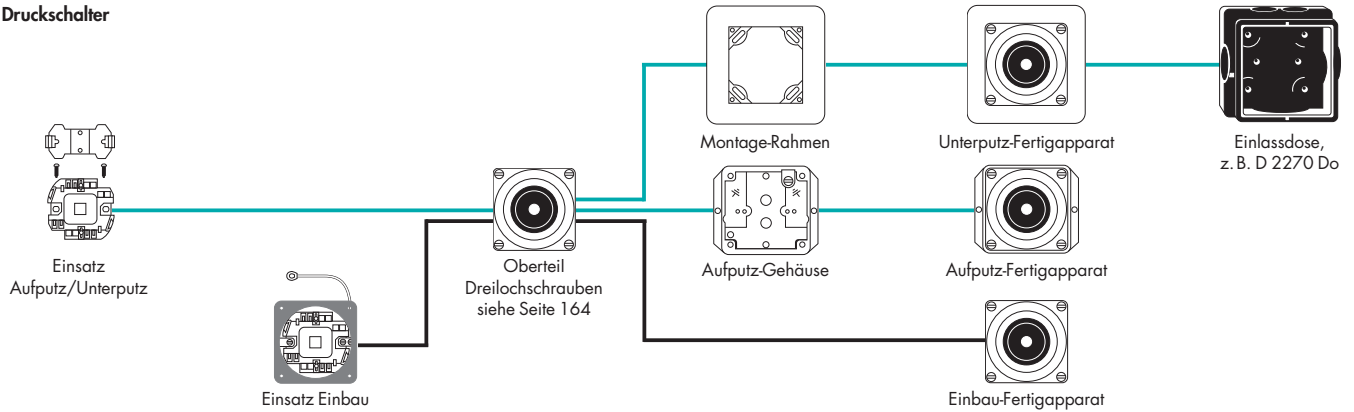 Druckschalter
Montage-Rahmen
Unterputz-Fertigapparat
Einlassdose,
z. B. D 2270 Do
Einsatz
Aufputz/Unterputz
Oberteil
Dreilochschrauben
siehe Seite 164
Aufputz-Gehäuse
Aufputz-Fertigapparat
Einsatz Einbau
Einbau-Fertigapparat